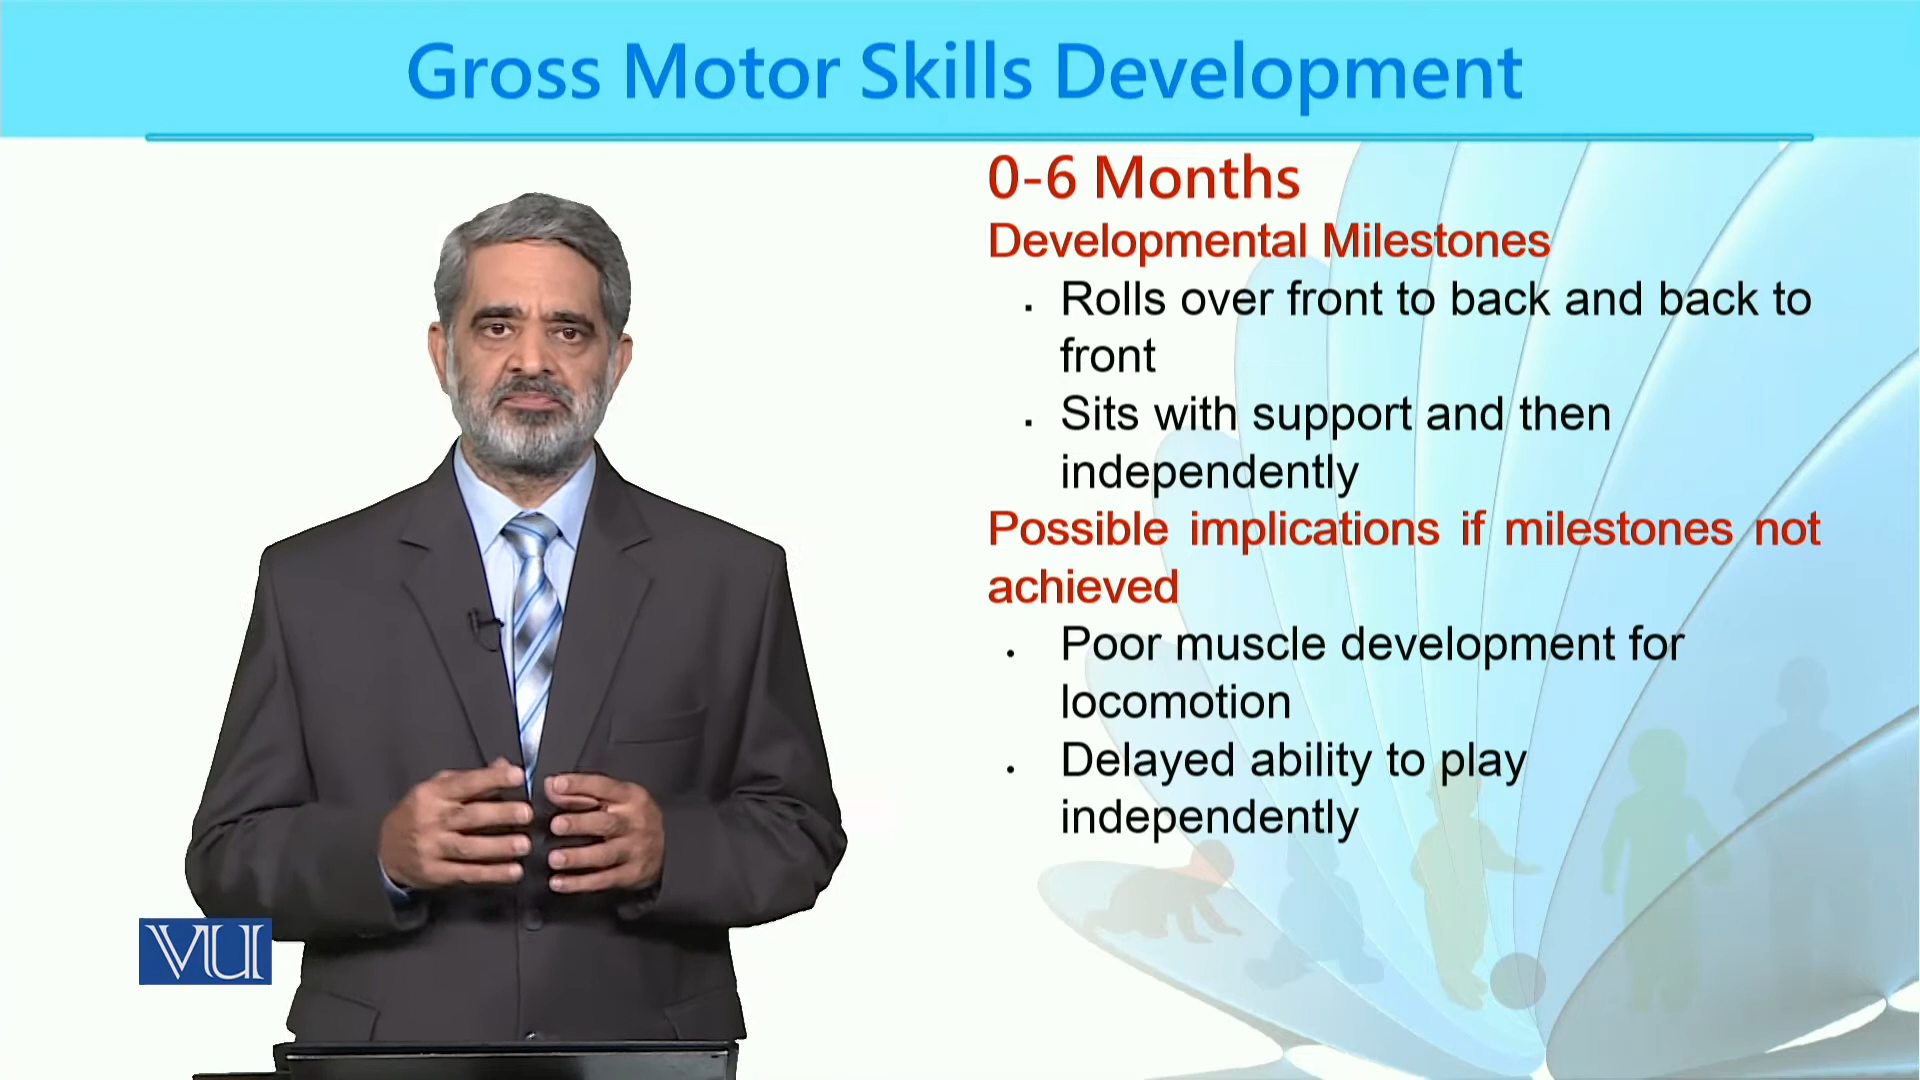 Gross Motor Skills Development
0-6 Months
Developmental Milestones
▪ Rolls over front to back and back to
front
▪ Sits with support and then
independently
Possible implications if milestones not
achieved
• Poor muscle development for
locomotion
• Delayed ability to play
independently
VU